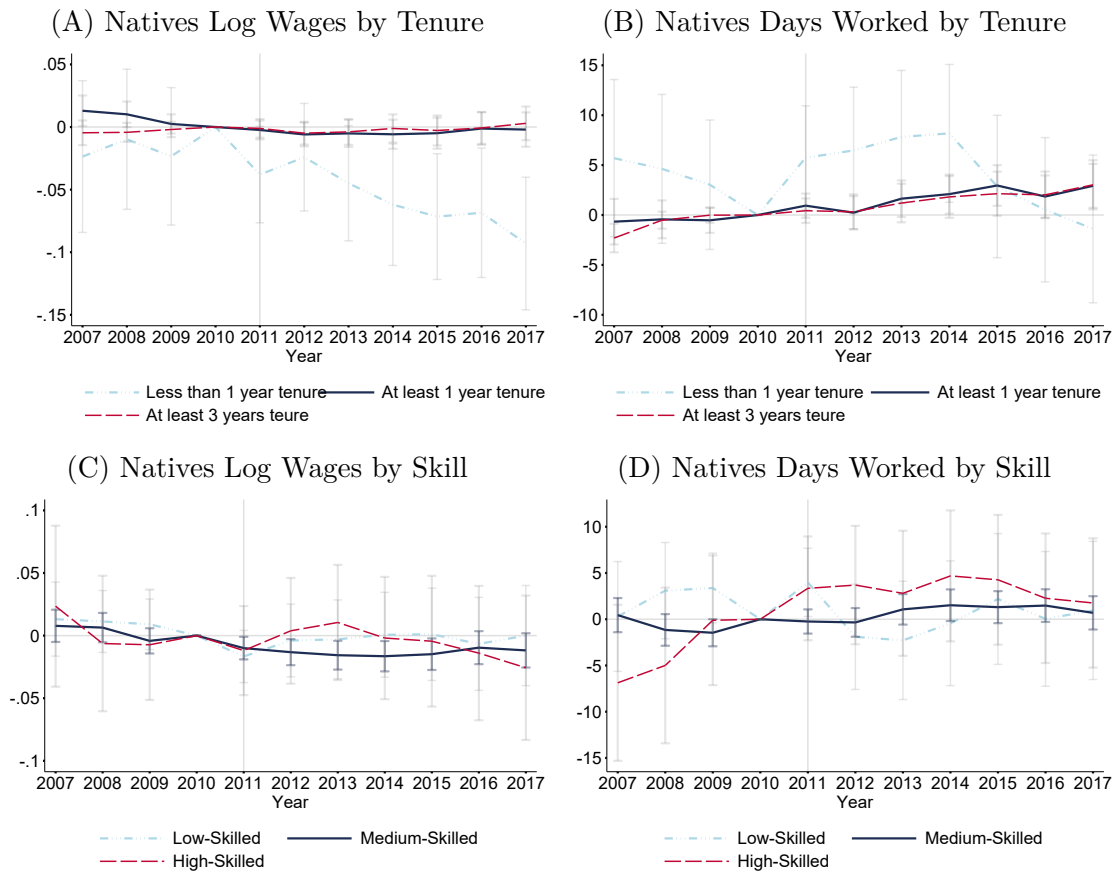 (A) Natives Log Wages by Tenure
.05
0
-.05
-.1
-.15
2007 2008 2009 2010 2011 2012 2013 2014 2015 2016 2017
Year
Less than 1 year tenure At least 1 year tenure
At least 3 years teure
(B) Natives Days Worked by Tenure
15
10
5
0
-5
-10
2007 2008 2009 2010 2011 2012 2013 2014 2015 2016 2017
Year
Less than 1 year tenure At least 1 year tenure
At least 3 years teure
(C) Natives Log Wages by Skill
.1
.05
0
-.05
-.1
2007 2008 2009 2010 2011 2012 2013 2014 2015 2016 2017
Year
Low-Skilled Medium-Skilled
High-Skilled
(D) Natives Days Worked by Skill
10
5
0
-5
-10
-15
2007 2008 2009 2010 2011 2012 2013 2014 2015 2016 2017
Year
Low-Skilled Medium-Skilled
High-Skilled